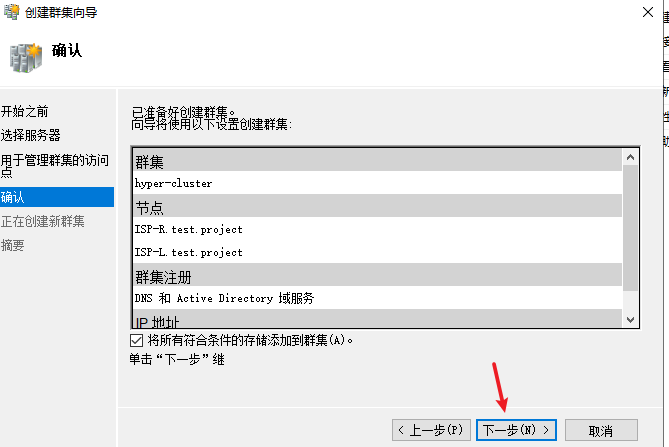 创建群集向导
确认
开始之前
选择服务器
用于管理群集的访问点
确认
正在创建新群集
摘要
已准备好创建群集。
向导将使用以下设置创建群集:
群集
hyper-cluster
节点
ISP-R.test.project
ISP-L.test.project
群集注册
DNS 和 Active Directory 域服务
IP 地址
将所有符合条件的存储添加到群集(A)。
单击“下一步”继
< 上一步(P)
下一步(N) >
取消